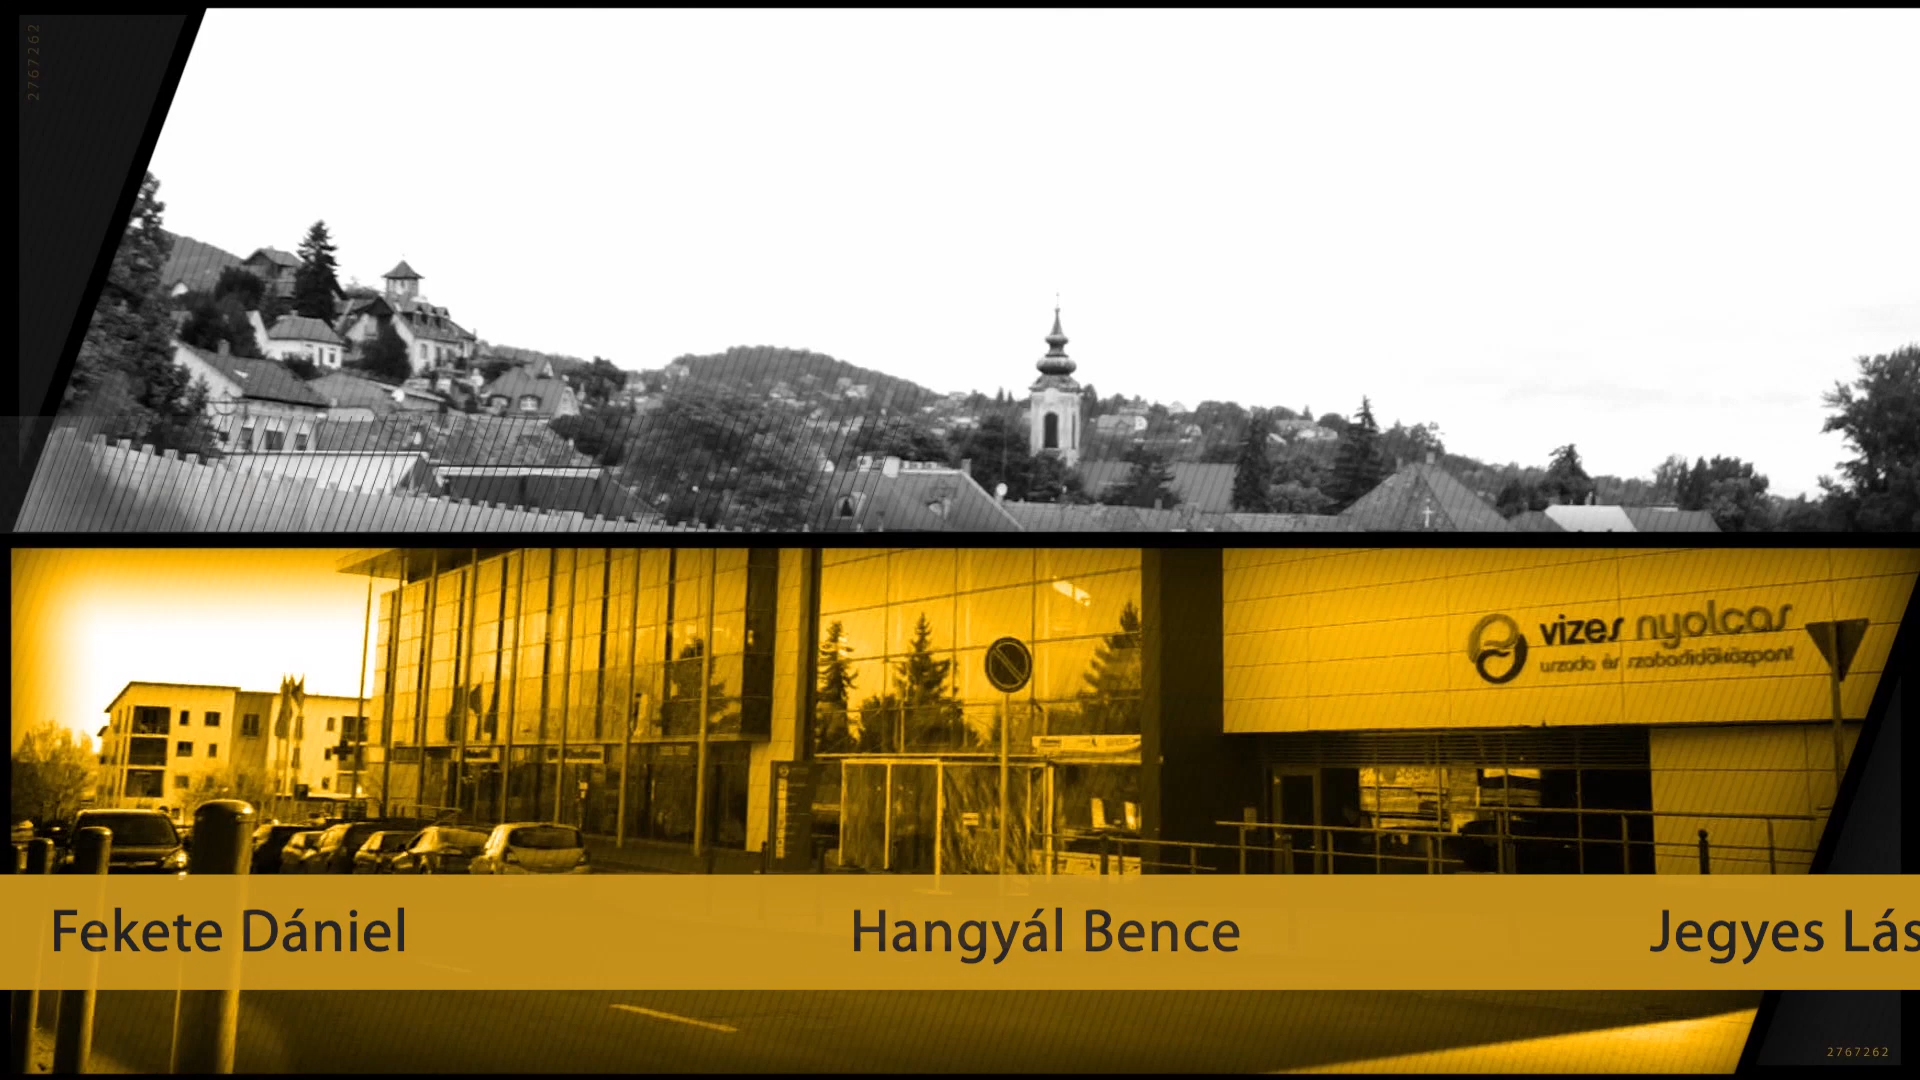 2767262
vizes nyolcas
uszoda és szabadidőközpont
Fekete Dániel
Hangyál Bence
Jegyes Lás
2767262